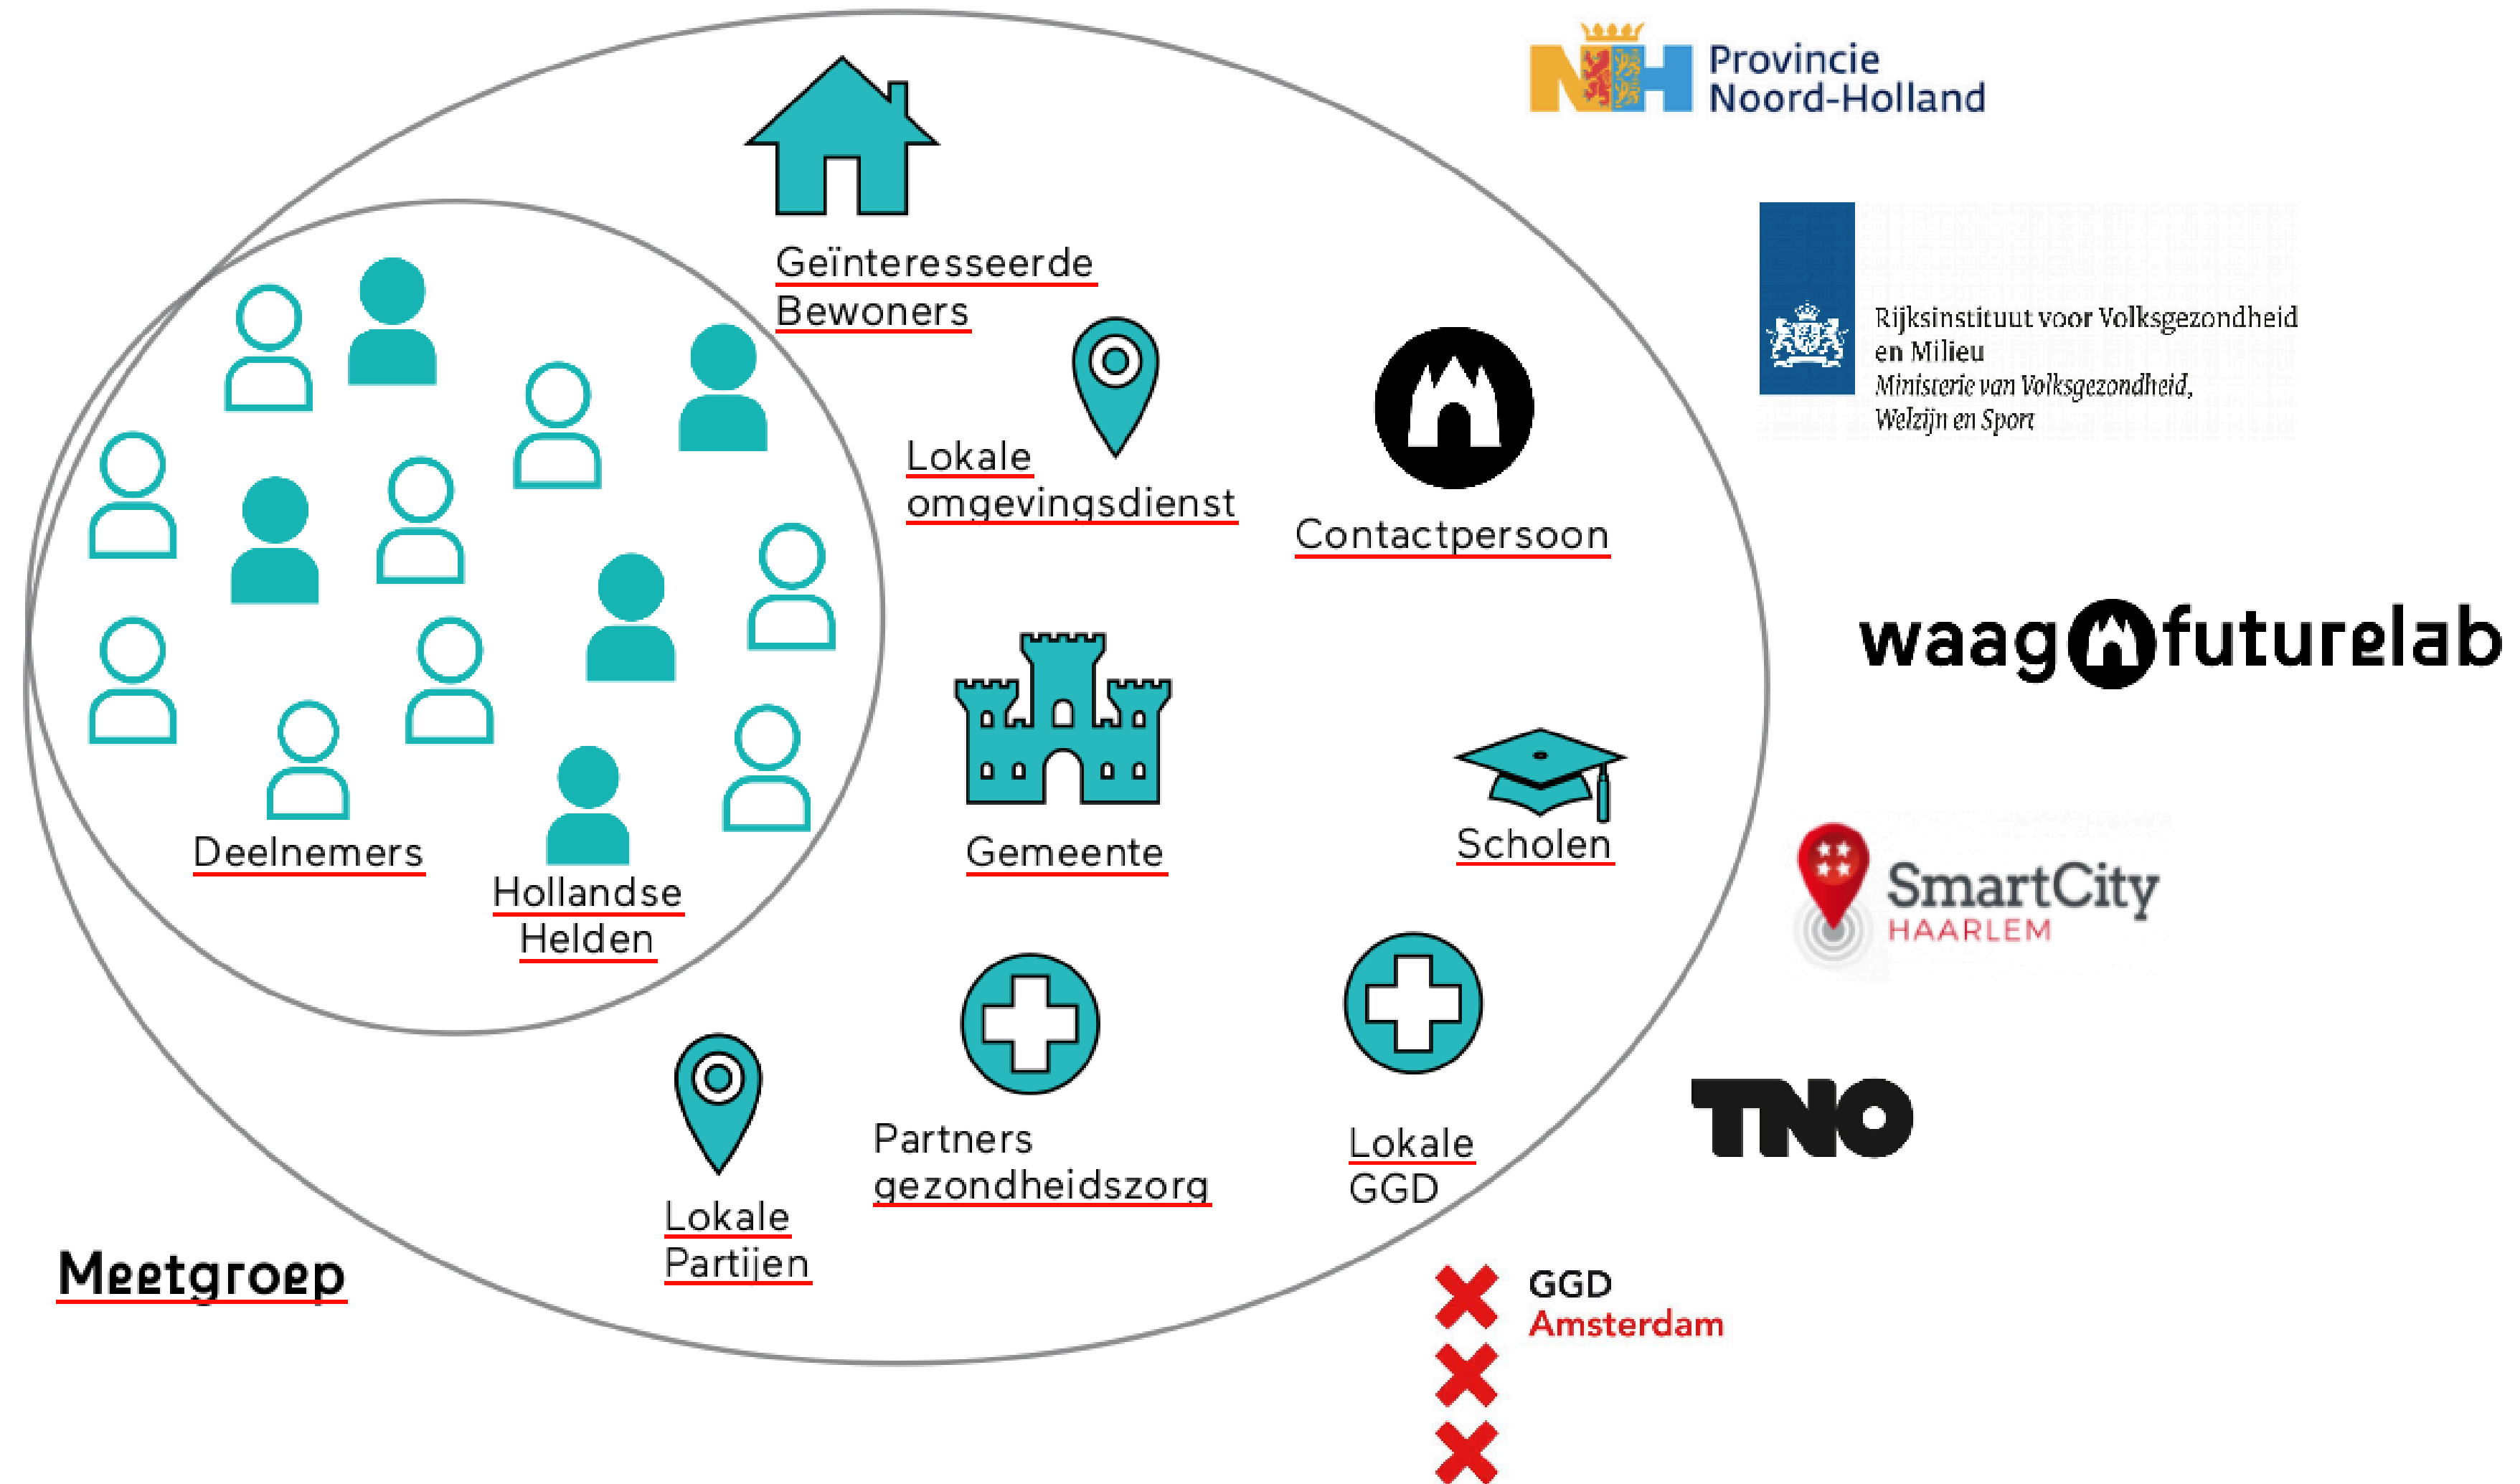 Provincie
Noord-Holland
Geïnteresseerde
Bewoners
Rijksinstituut voor Volksgezondheid
en Milieu
Ministerie van Volksgezondheid,
Welzijn en Sport
Lokale
omgevingsdienst
Contactpersoon
waag futurelab
Deelnemers
Hollandse
Helden
Gemeente
Scholen
SmartCity
HAARLEM
TNO
Partners
gezondheidszorg
Lokale
GGD
Lokale
Partijen
Meetgroep
GGD
Amsterdam